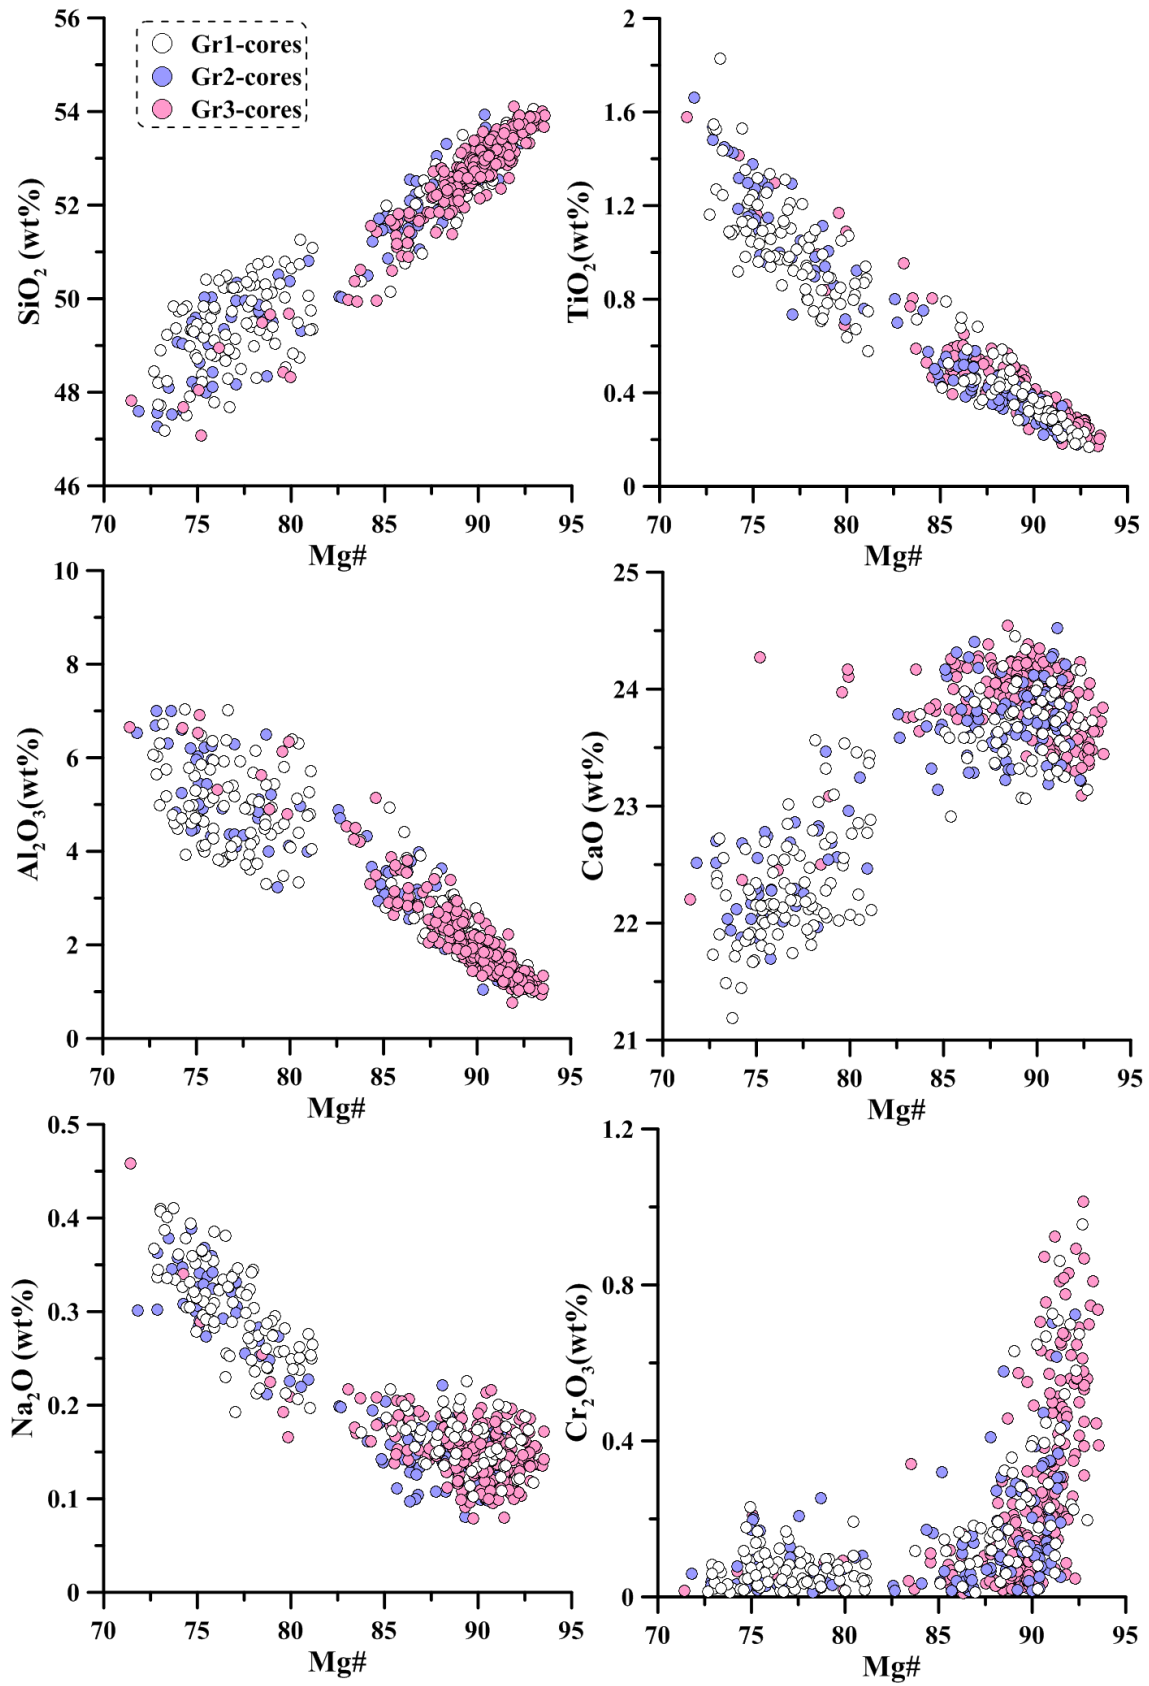 56
54
52
50
48
46
SiO₂ (wt%)
Gr1-cores
Gr2-cores
Gr3-cores
70 75 80 85 90 95
Mg#
2
1.6
1.2
0.8
0.4
0
TiO₂(wt%)
70 75 80 85 90 95
Mg#
10
8
6
4
2
0
Al₂O₃(wt%)
70 75 80 85 90 95
Mg#
25
24
23
22
21
CaO (wt%)
70 75 80 85 90 95
Mg#
0.5
0.4
0.3
0.2
0.1
0
Na₂O (wt%)
70 75 80 85 90 95
Mg#
1.2
0.8
0.4
0
Cr₂O₃(wt%)
70 75 80 85 90 95
Mg#